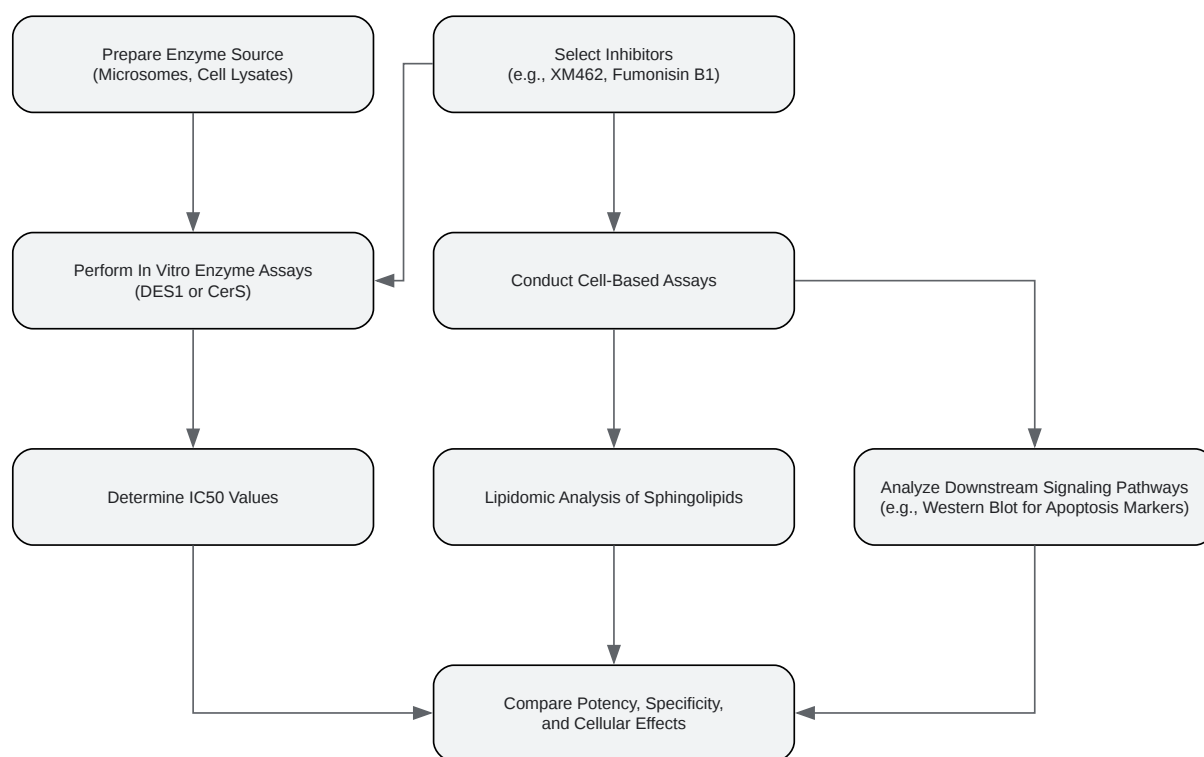 Prepare Enzyme Source
(Microsomes, Cell Lysates)
Select Inhibitors
(e.g., XM462, Fumonisin B1)
Perform In Vitro Enzyme Assays
(DES1 or CerS)
Conduct Cell-Based Assays
Determine IC50 Values
Lipidomic Analysis of Sphingolipids
Analyze Downstream Signaling Pathways
(e.g., Western Blot for Apoptosis Markers)
Compare Potency, Specificity,
and Cellular Effects